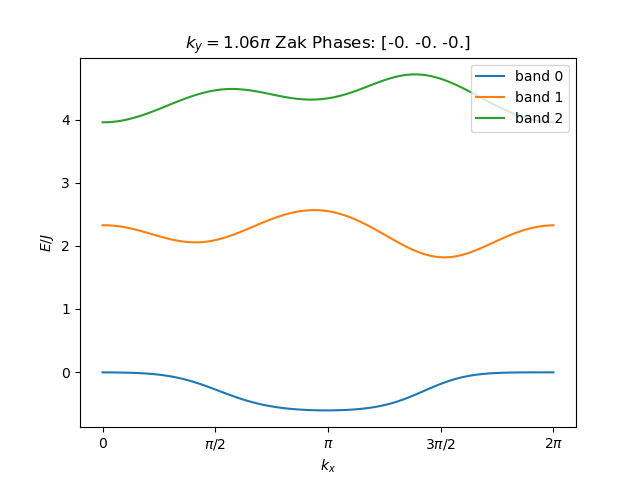 k_y = 1.06π Zak Phases: [-0. -0. -0.]
band 0
band 1
band 2
E/J
4
3
2
1
0
0 π/2 π 3π/2 2π
k_x